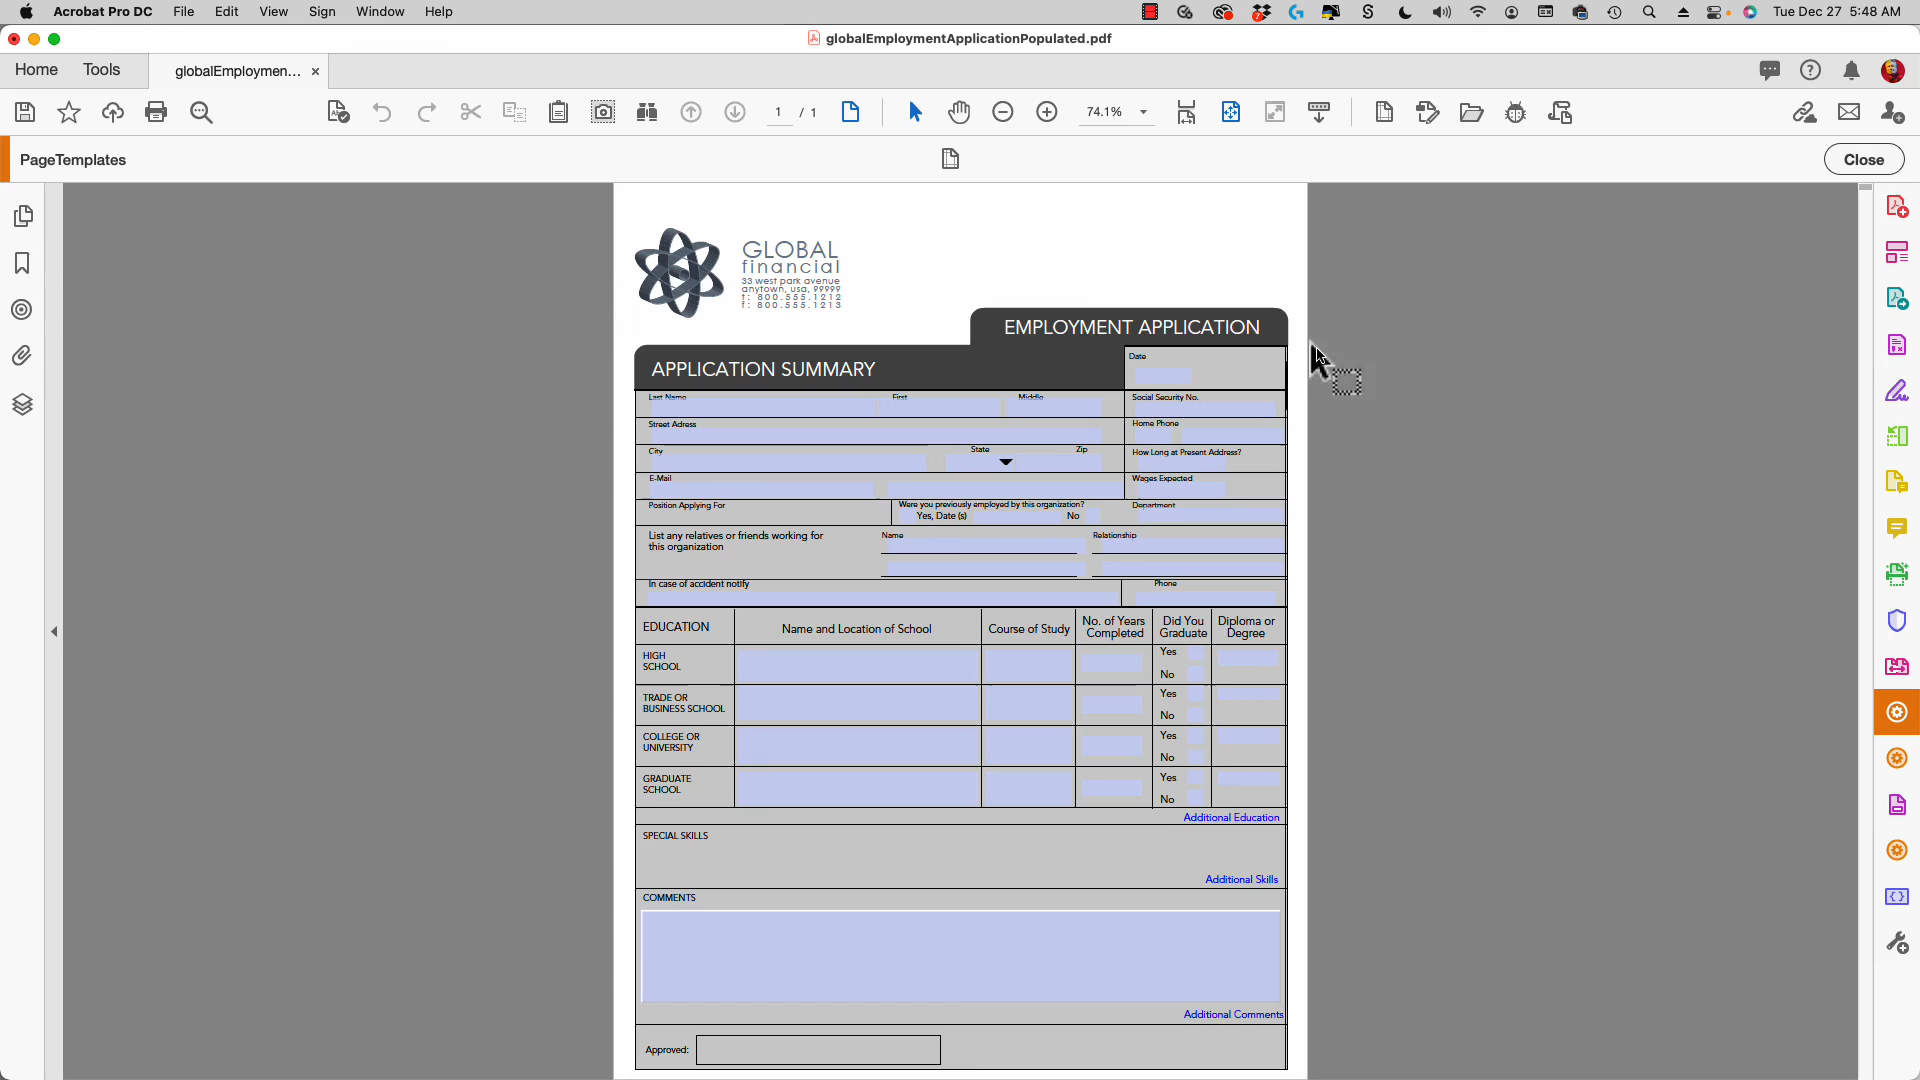 Acrobat Pro DC File Edit View Sign Window Help 7 Tue Dec 27 5:48 AM
globalEmploymentApplicationPopulated.pdf
Home Tools globalEmploymen... ×
1 / 1 74.1%
PageTemplates Close
GLOBAL
financial
33 west park avenue
anytown, usa, 99999
t: 800.555.1212
f: 800.555.1213
EMPLOYMENT APPLICATION
APPLICATION SUMMARY Date
Last Name First Middle Social Security No.
Street Adress Home Phone
City State Zip How Long at Present Address?
E-Mail Wages Expected
Position Applying For Were you previously employed by this organization? Department
Yes, Date (s) No
List any relatives or friends working for Name Relationship
this organization
In case of accident notify Phone
EDUCATION Name and Location of School Course of Study No. of Years Completed Did You Graduate Diploma or Degree
HIGH Yes
SCHOOL No
TRADE OR Yes
BUSINESS SCHOOL No
COLLEGE OR Yes
UNIVERSITY No
GRADUATE Yes
SCHOOL No
Additional Education
SPECIAL SKILLS
Additional Skills
COMMENTS
Additional Comments
Approved: